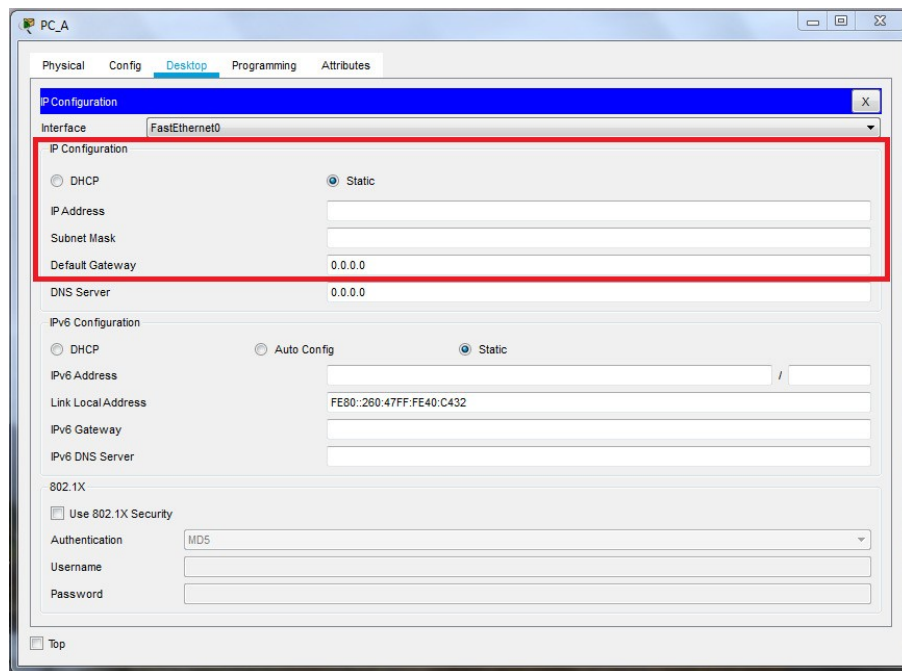 PC_A
Physical Config Desktop Programming Attributes
IP Configuration X
Interface FastEthernet0
IP Configuration
DHCP Static
IP Address
Subnet Mask
Default Gateway 0.0.0.0
DNS Server 0.0.0.0
IPv6 Configuration
DHCP Auto Config Static
IPv6 Address /
Link Local Address FE80::260:47FF:FE40:C432
IPv6 Gateway
IPv6 DNS Server
802.1X
Use 802.1X Security
Authentication MD5
Username
Password
Top